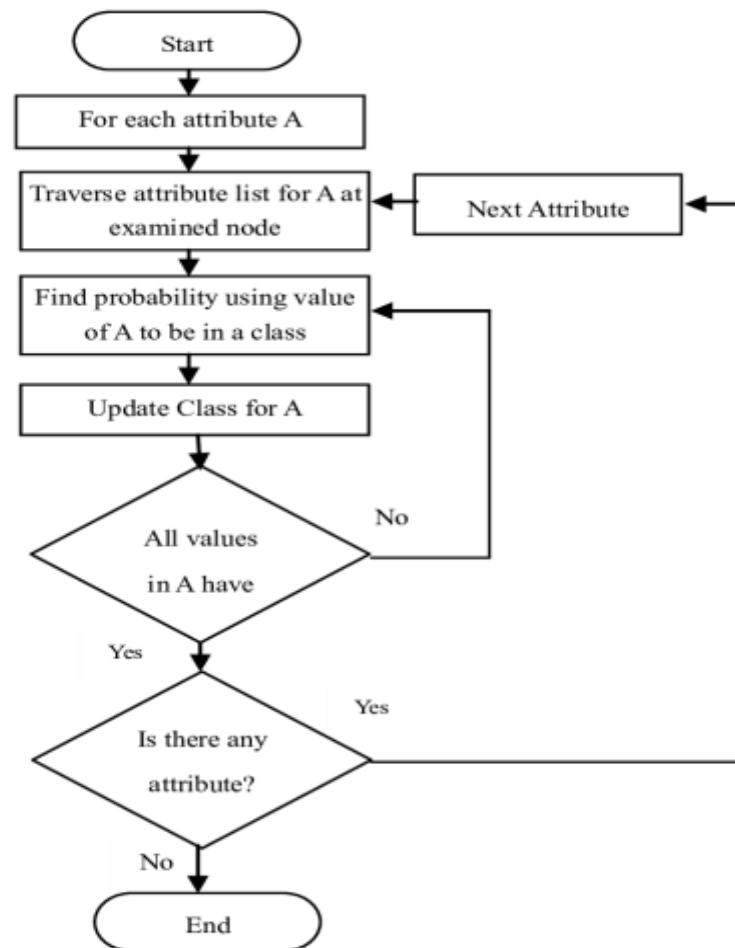 Start
For each attribute A
Traverse attribute list for A at
examined node
Next Attribute
Find probability using value
of A to be in a class
Update Class for A
No
All values
in A have
Yes
Yes
Is there any
attribute?
No
End